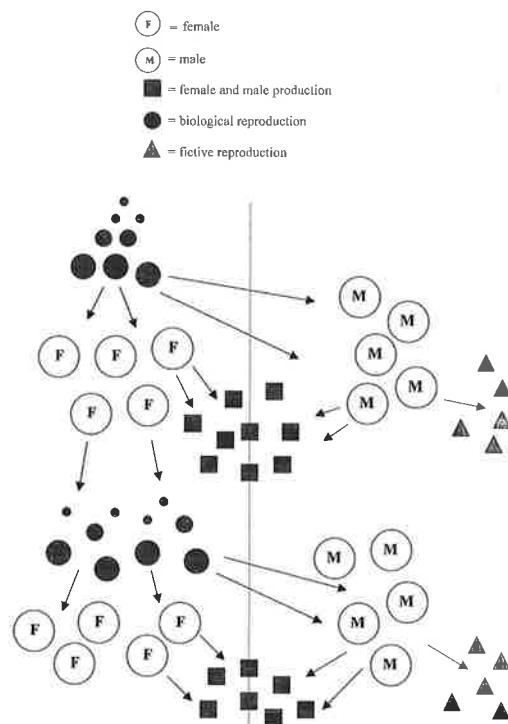 F = female
M = male
= female and male production
= biological reproduction
= fictive reproduction
M
M
F F F M
M M
F F
M M
F F M M
F F M